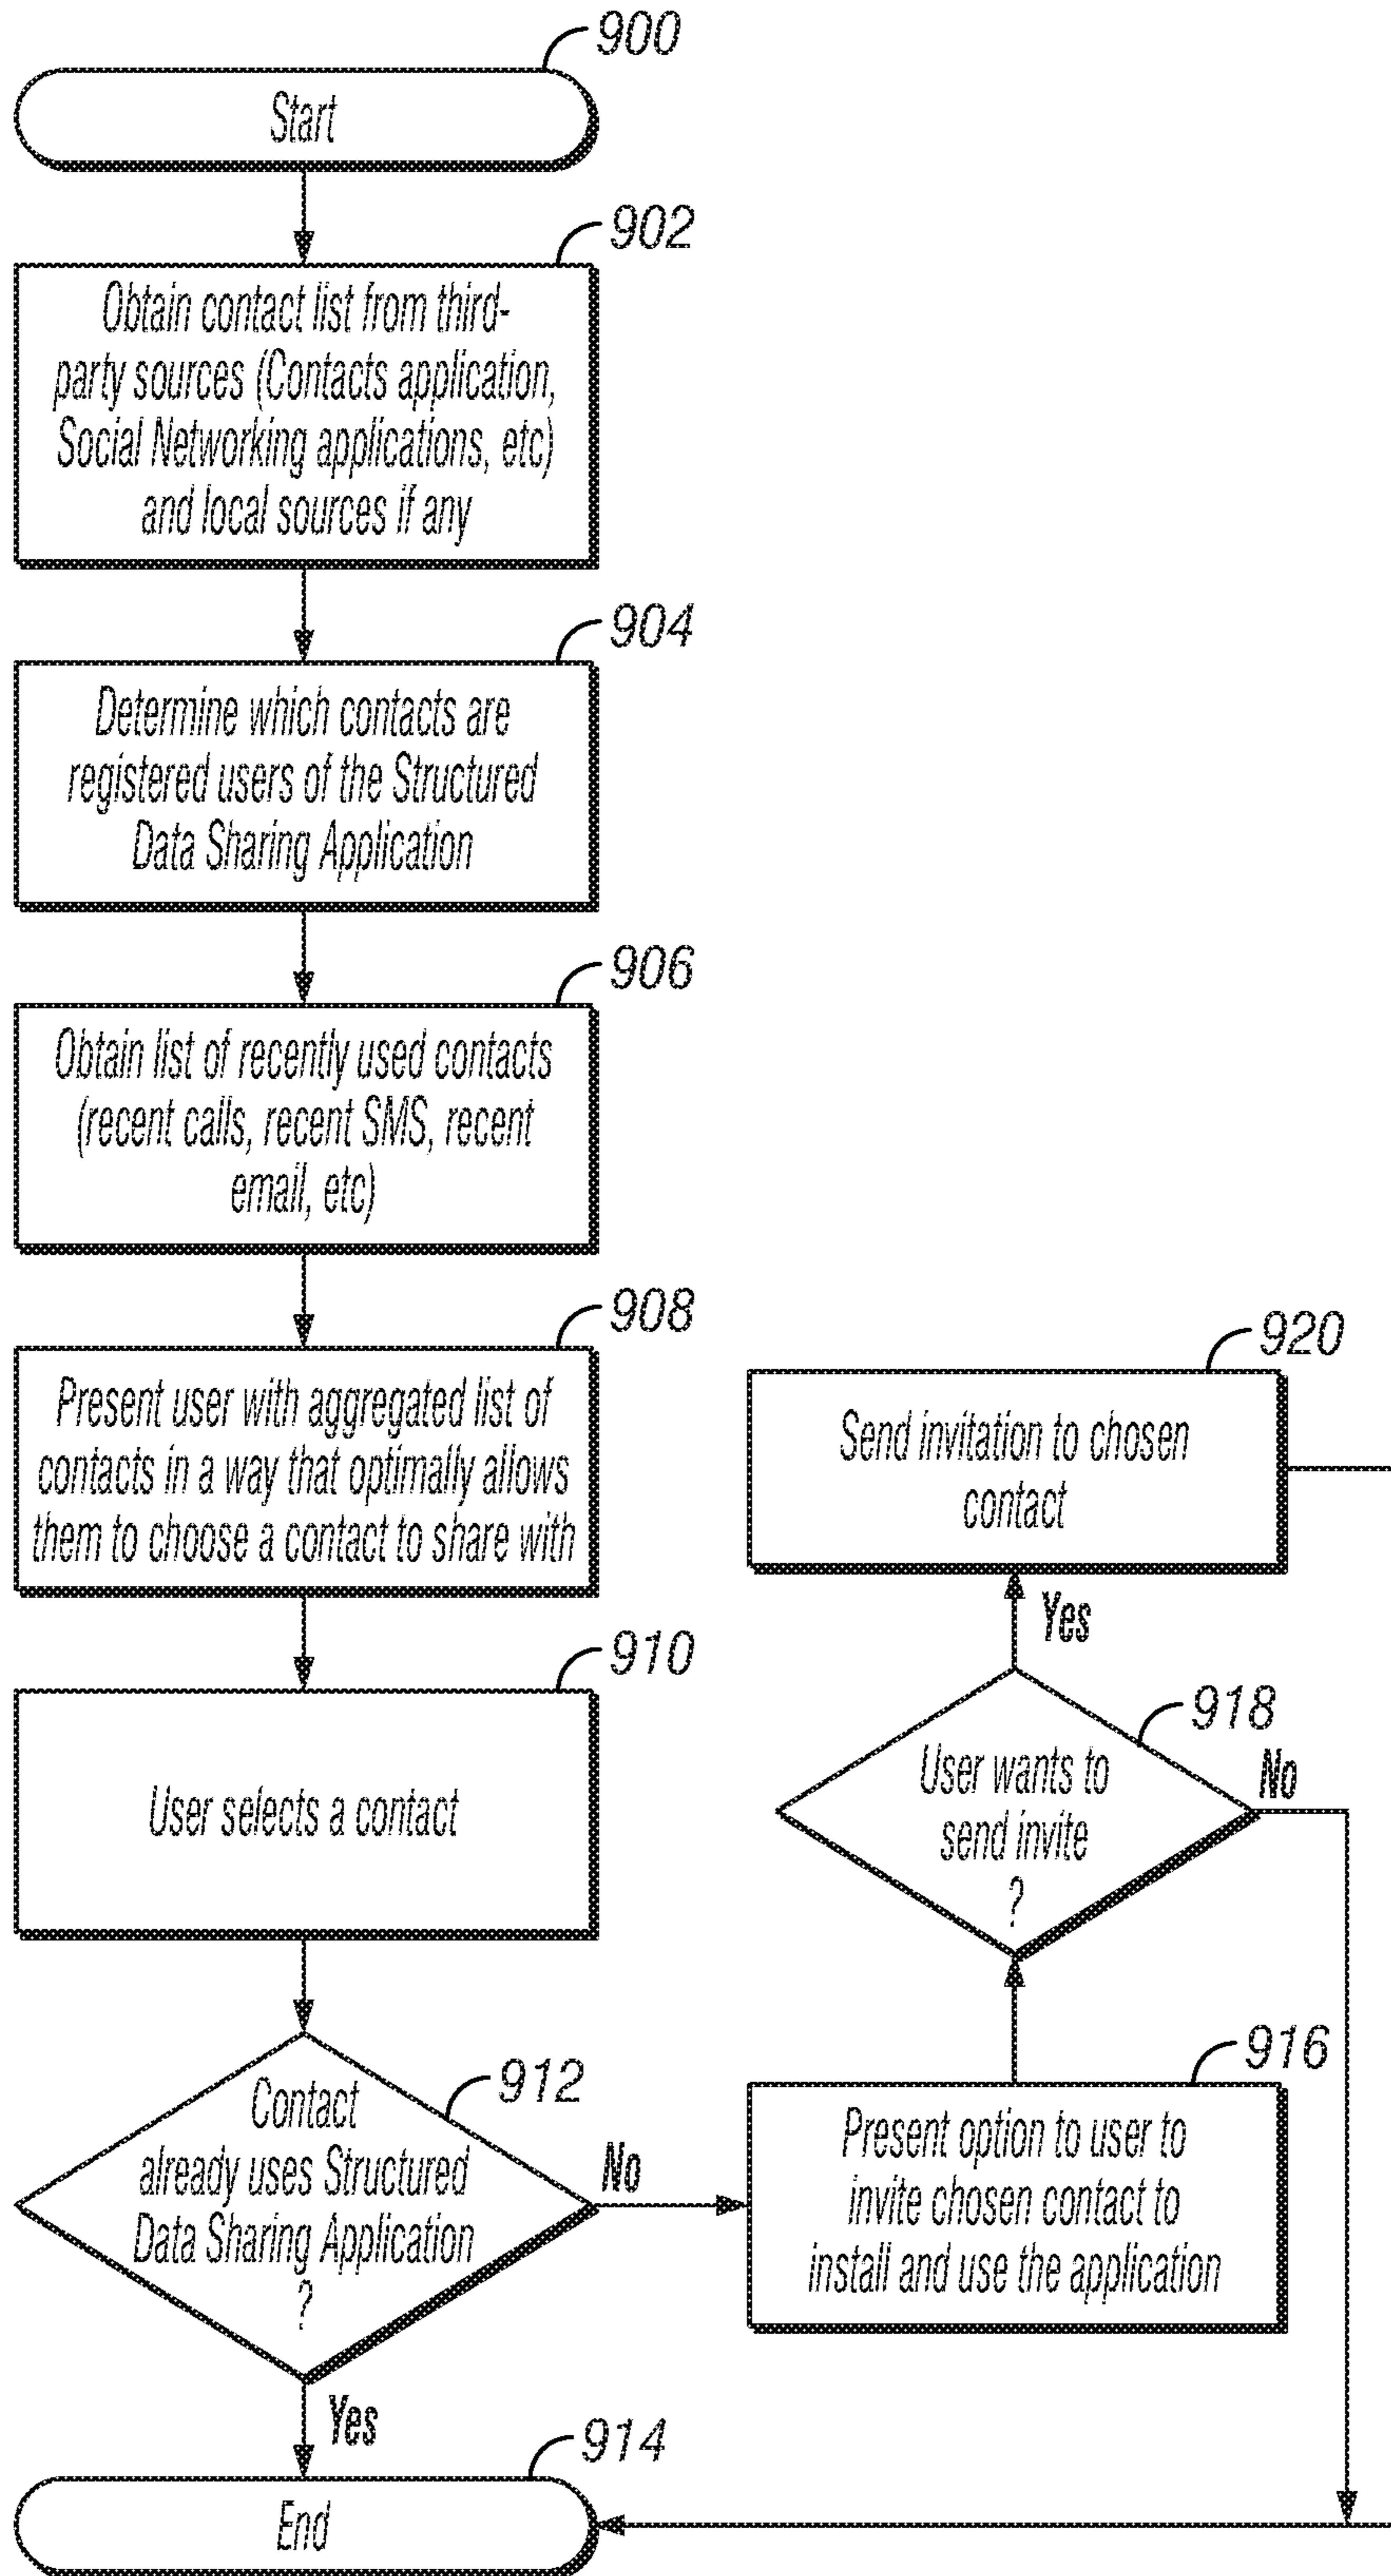 900
Start
902
Obtain contact list from third-
party sources (Contacts application,
Social Networking applications, etc)
and local sources if any
904
Determine which contacts are
registered users of the Structured
Data Sharing Application
906
Obtain list of recently used contacts
(recent calls, recent SMS, recent
email, etc)
908
Present user with aggregated list of
contacts in a way that optimally allows
them to choose a contact to share with
910
User selects a contact
912
Contact
already uses Structured
Data Sharing Application
?
No
Yes
914
End
916
Present option to user to
invite chosen contact to
install and use the application
918
User wants to
send invite
?
No
Yes
920
Send invitation to chosen
contact